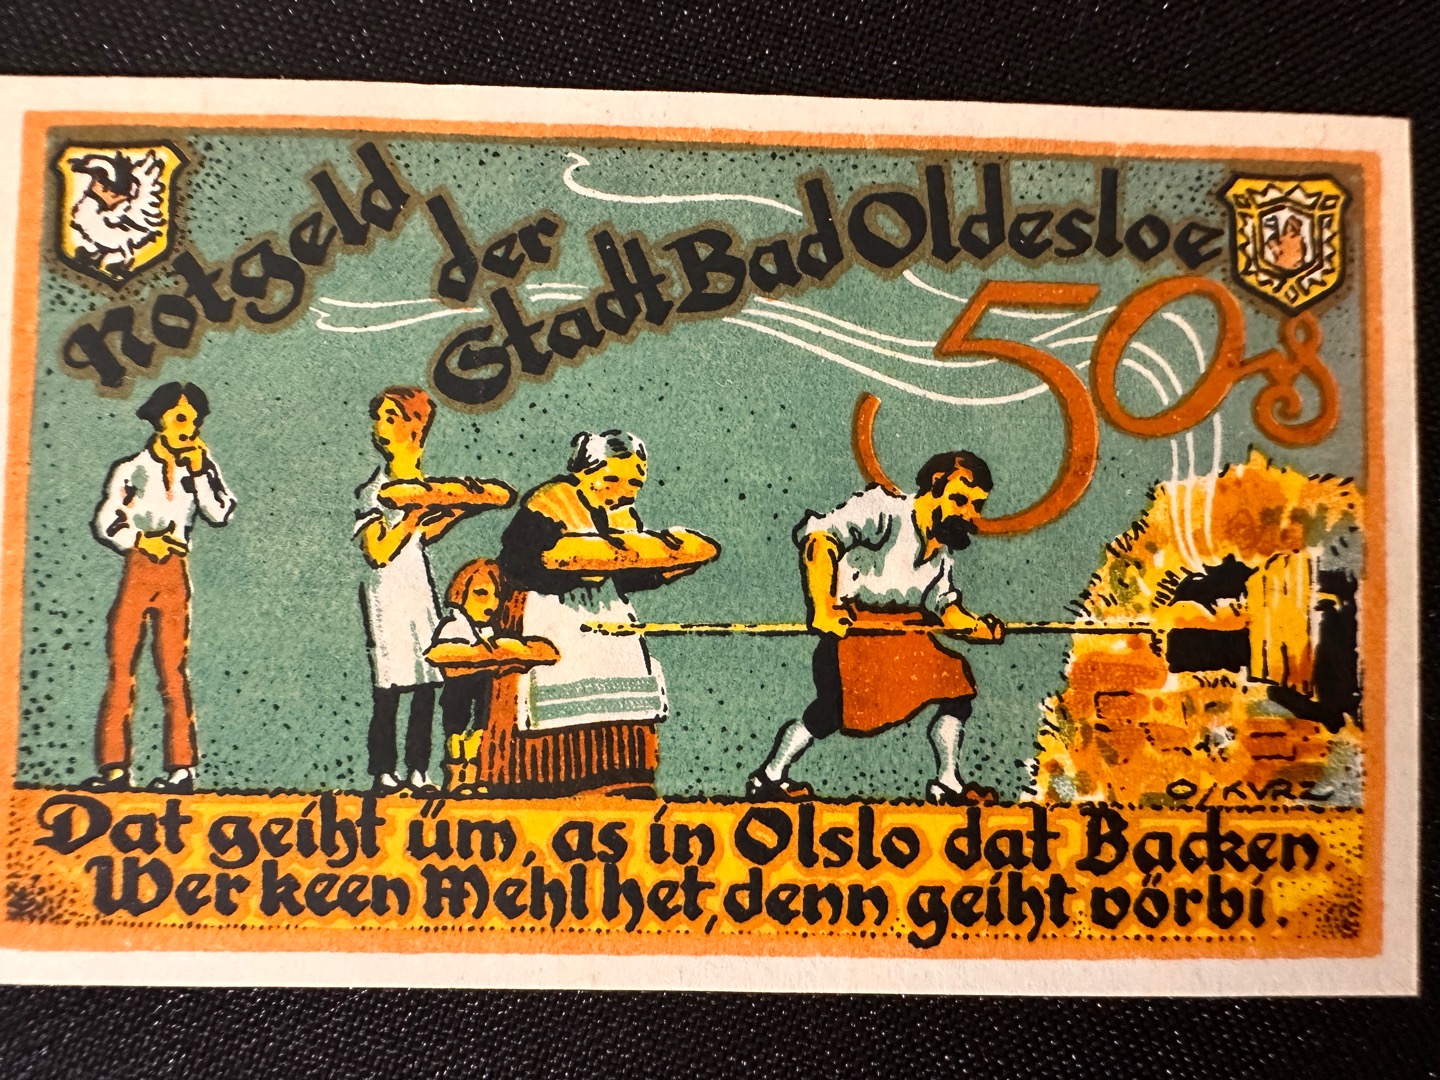 Notgeld
der
Stadt Bad Oldesloe
50 ₰
O. KURZ
Dat geiht üm, as in Olslo dat Backen.
Wer keen Mehl het, denn geiht vörbi.